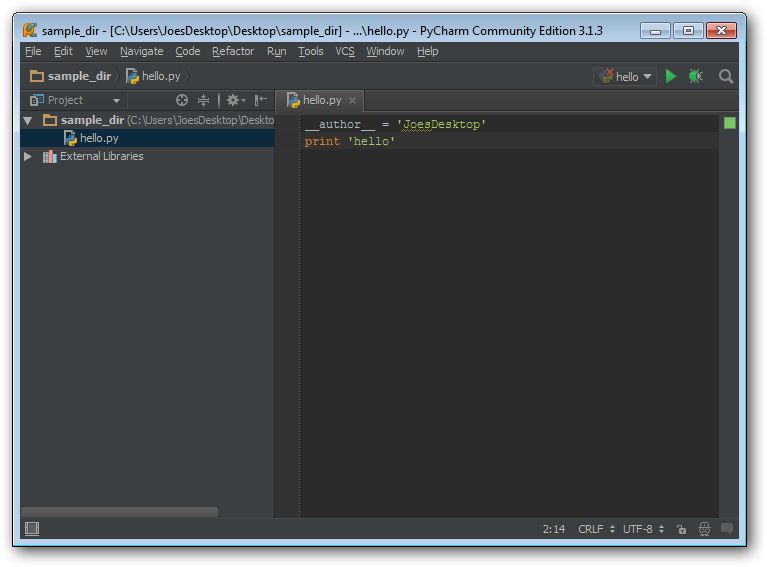 sample_dir - [C:\Users\JoesDesktop\Desktop\sample_dir] - ...\hello.py - PyCharm Community Edition 3.1.3
File Edit View Navigate Code Refactor Run Tools VCS Window Help
sample_dir hello.py hello
Project
hello.py
sample_dir (C:\Users\JoesDesktop\Deskto
hello.py
External Libraries
__author__ = 'JoesDesktop'
print 'hello'
2:14 CRLF UTF-8